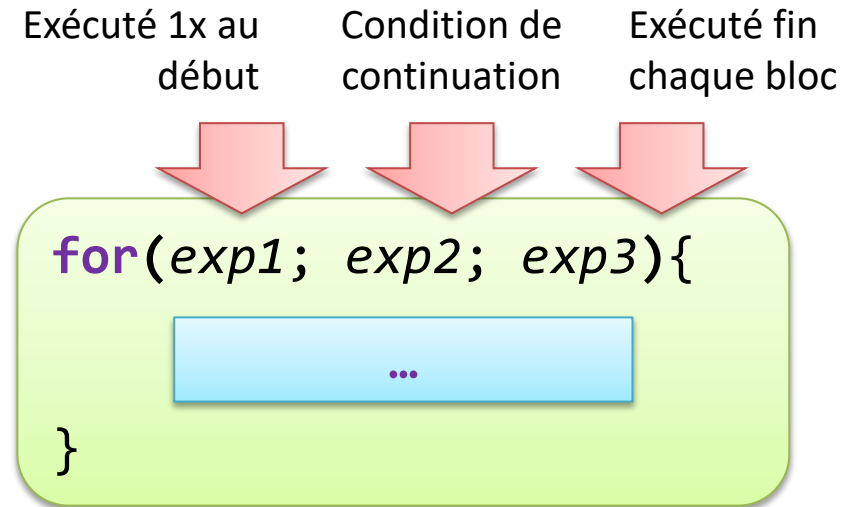 Exécuté 1x au
début
Condition de
continuation
Exécuté fin
chaque bloc
for(exp1; exp2; exp3){
…
}